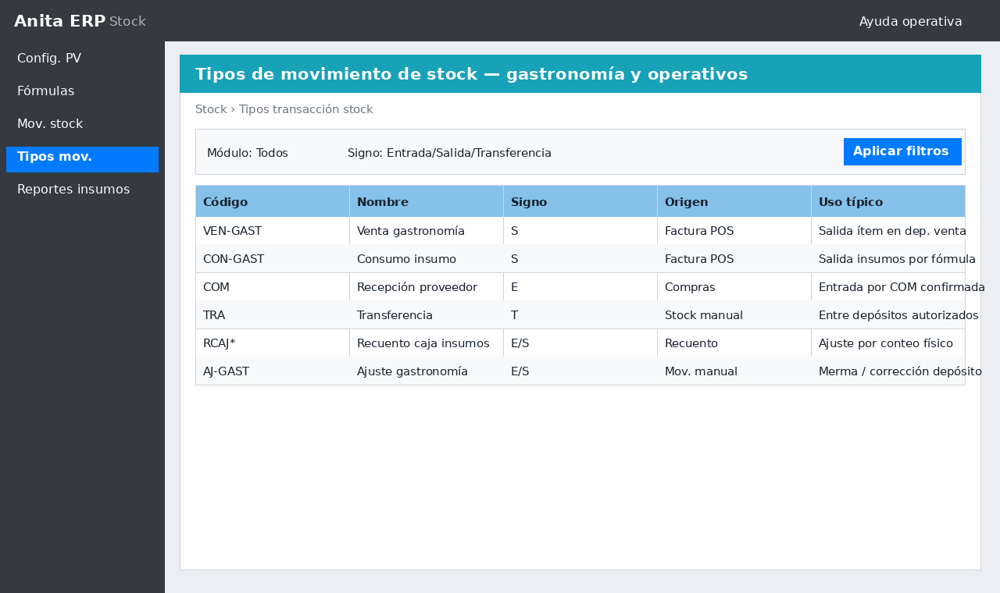 Anita ERP Stock
Ayuda operativa
Config. PV
Fórmulas
Mov. stock
Tipos mov.
Reportes insumos
Tipos de movimiento de stock — gastronomía y operativos
Stock › Tipos transacción stock
Módulo: Todos Signo: Entrada/Salida/Transferencia Aplicar filtros
Código Nombre Signo Origen Uso típico
VEN-GAST Venta gastronomía S Factura POS Salida ítem en dep. venta
CON-GAST Consumo insumo S Factura POS Salida insumos por fórmula
COM Recepción proveedor E Compras Entrada por COM confirmada
TRA Transferencia T Stock manual Entre depósitos autorizados
RCAJ* Recuento caja insumos E/S Recuento Ajuste por conteo físico
AJ-GAST Ajuste gastronomía E/S Mov. manual Merma / corrección depósito